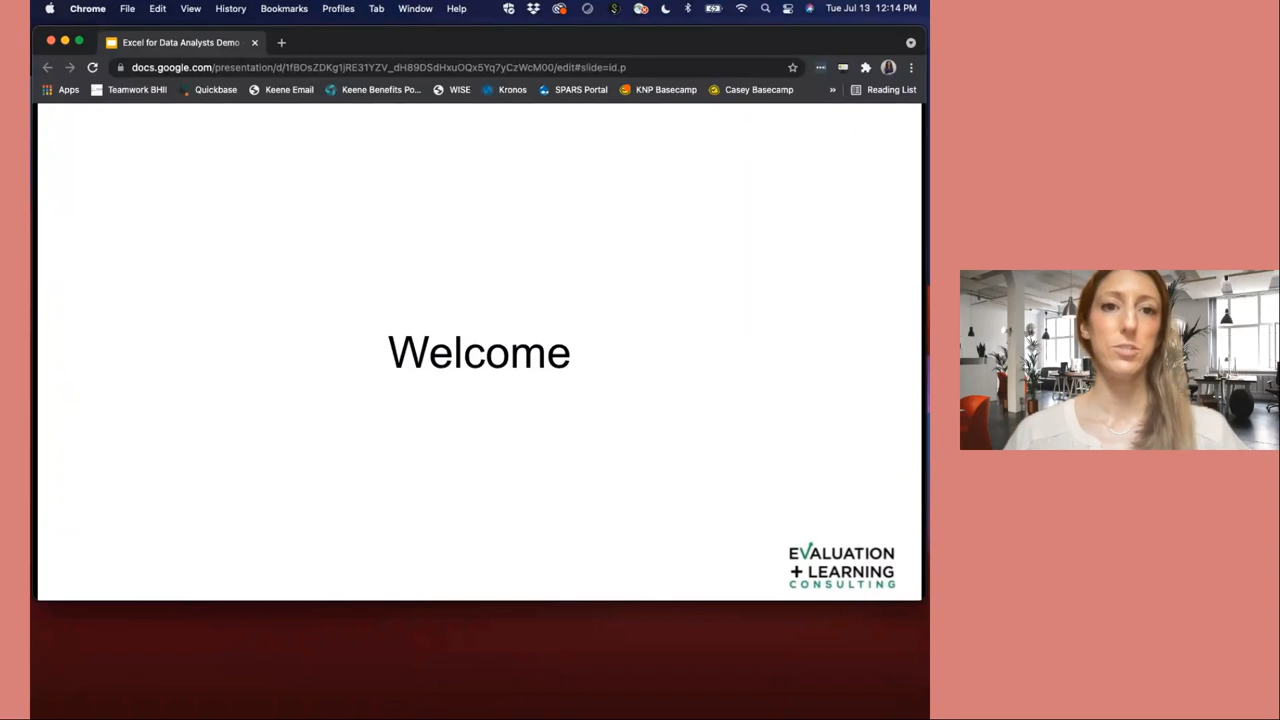 Chrome File Edit View History Bookmarks Profiles Tab Window Help Tue Jul 13 12:14 PM
Excel for Data Analysts Demo
docs.google.com/presentation/d/1fBOsZDKg1jRE31YZV_dH89DSdHxuOQx5Yq7yCzWcM00/edit#slide=id.p
Apps Teamwork BHII Quickbase Keene Email Keene Benefits Po... WISE Kronos SPARS Portal KNP Basecamp Casey Basecamp » Reading List
Welcome
EVALUATION
+ LEARNING
CONSULTING